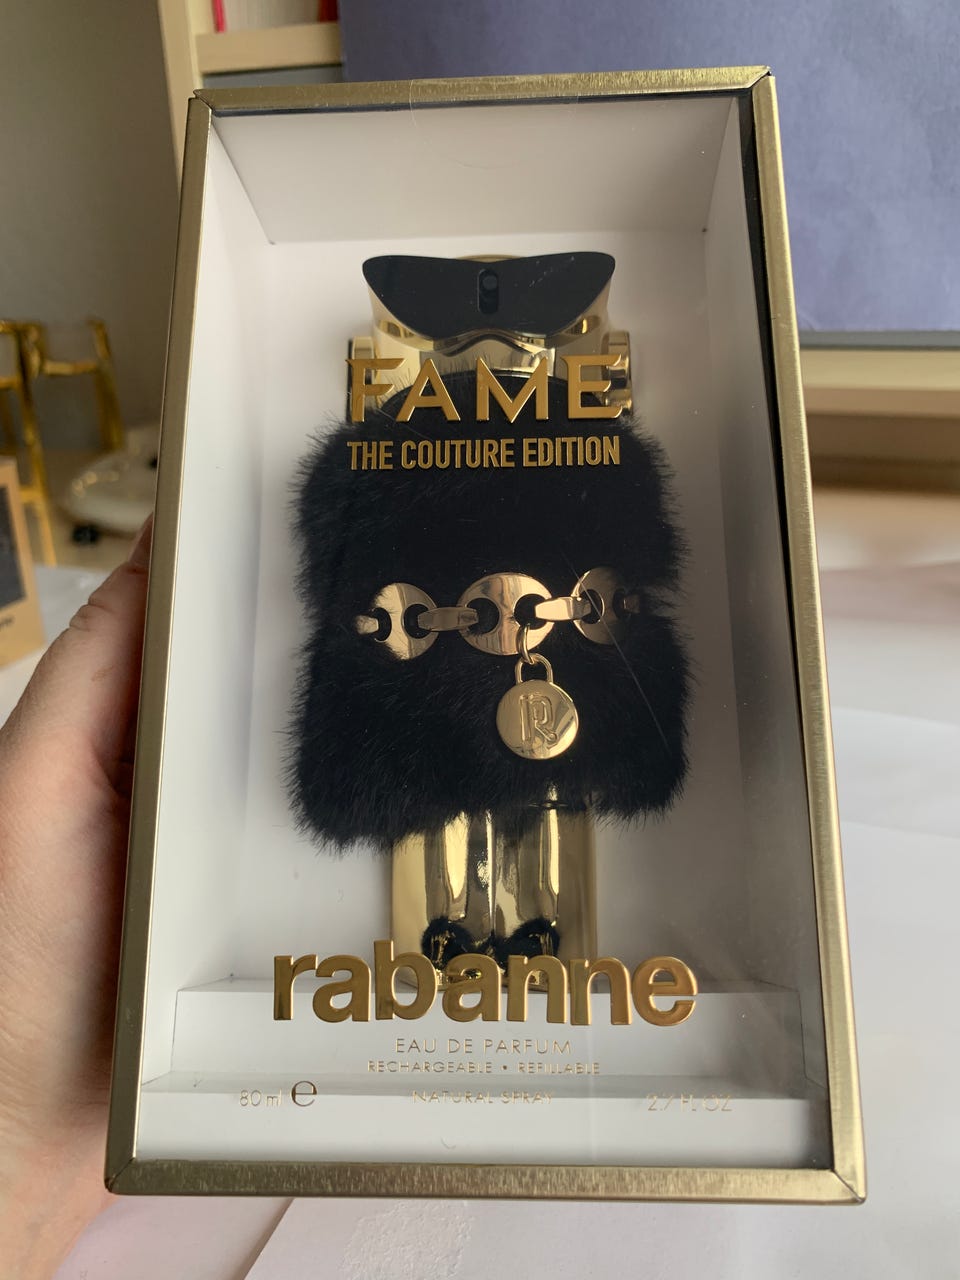 FAME
THE COUTURE EDITION
R
rabanne
EAU DE PARFUM
RECHARGEABLE • REFILLABLE
80 ml e NATURAL SPRAY 2.7 FL OZ